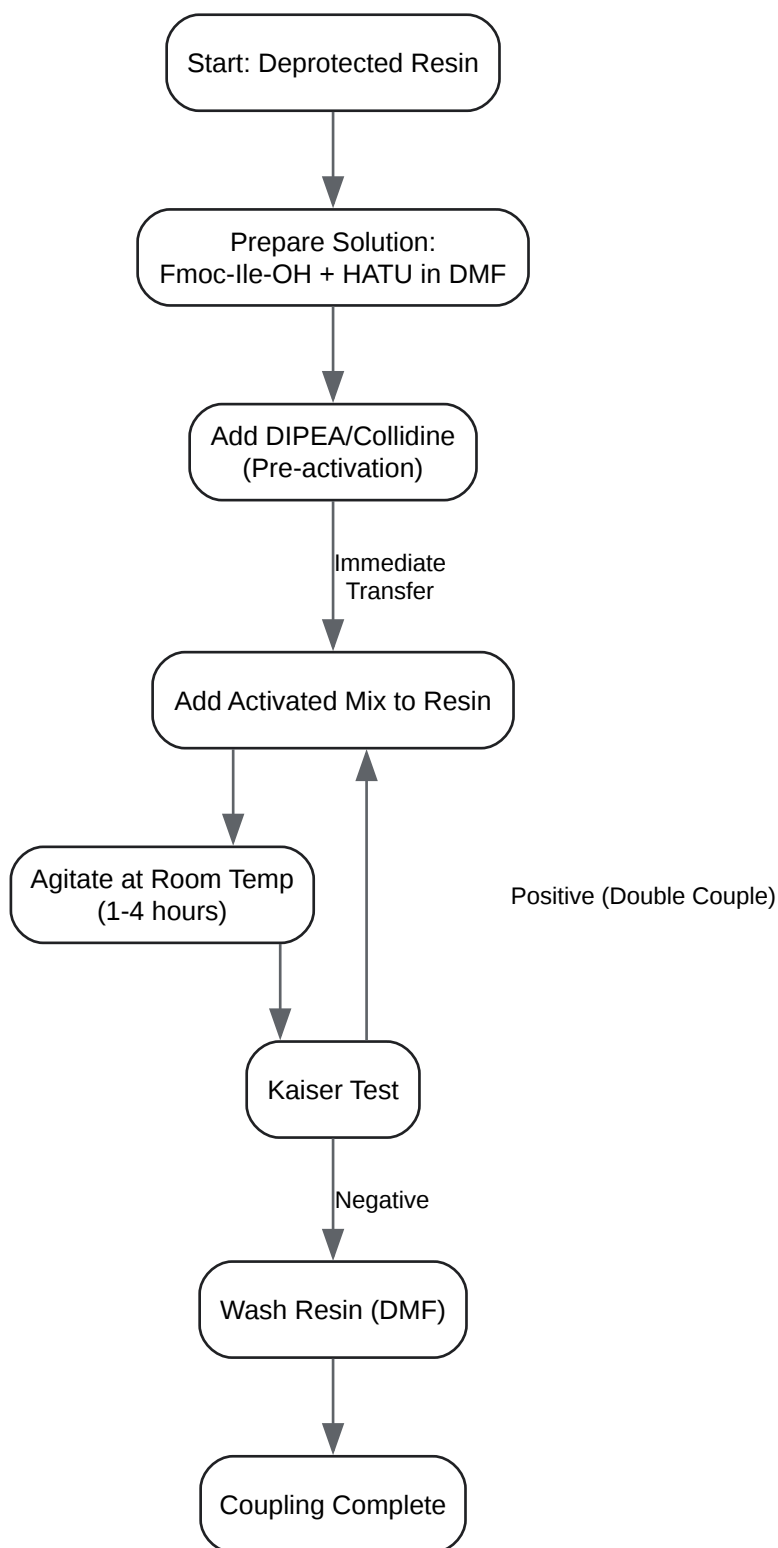 Start: Deprotected Resin
Prepare Solution:
Fmoc-Ile-OH + HATU in DMF
Add DIPEA/Collidine
(Pre-activation)
Immediate
Transfer
Add Activated Mix to Resin
Agitate at Room Temp
(1-4 hours)
Positive (Double Couple)
Kaiser Test
Negative
Wash Resin (DMF)
Coupling Complete